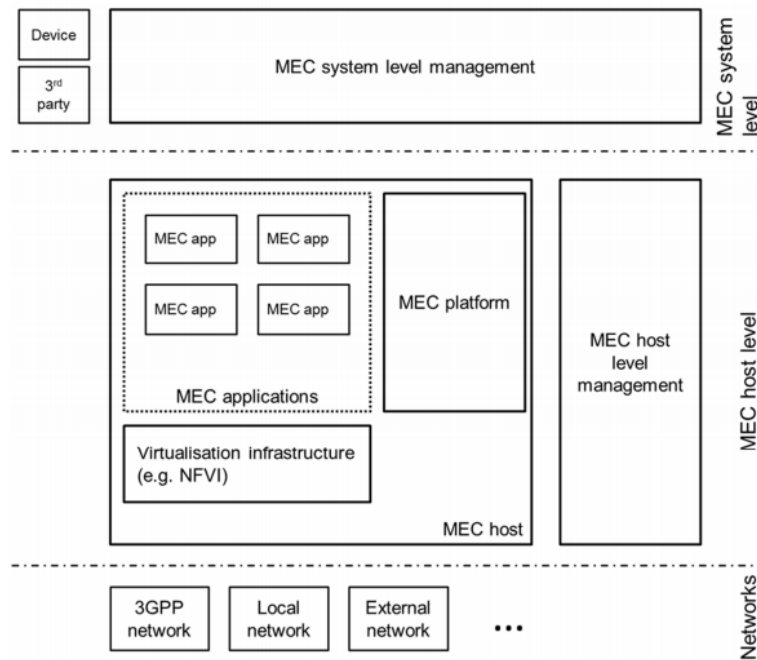 Device
3rd
party
MEC system level management
MEC system
level
MEC app
MEC app
MEC app
MEC app
MEC applications
MEC platform
Virtualisation infrastructure
(e.g. NFVI)
MEC host
MEC host
level
management
MEC host level
3GPP
network
Local
network
External
network
...
Networks